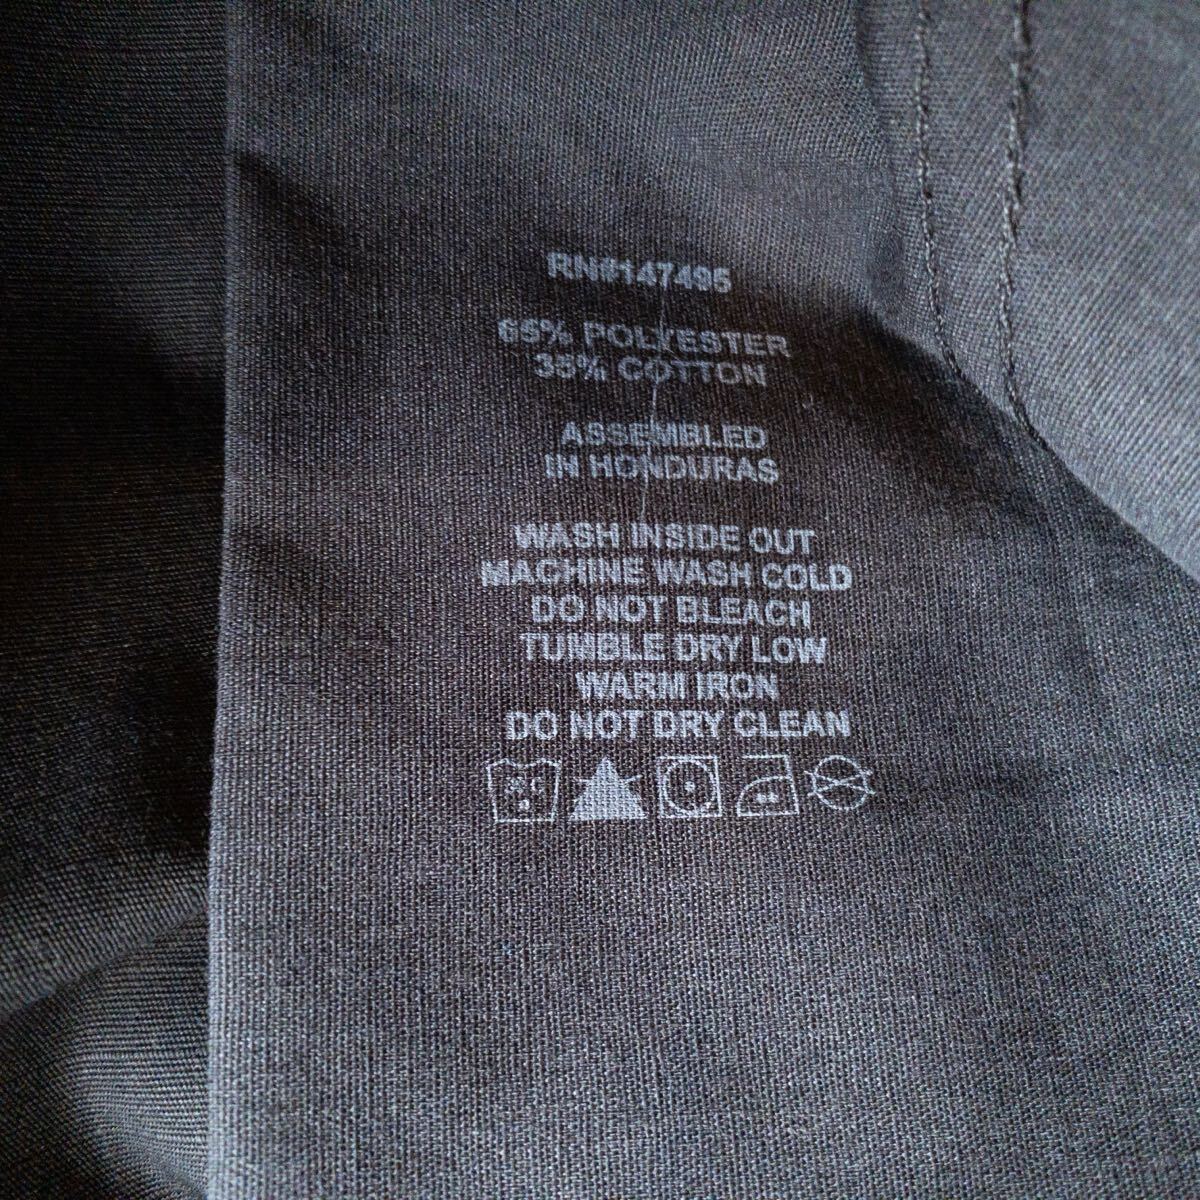 RN#147495
65% POLYESTER
35% COTTON
ASSEMBLED
IN HONDURAS
WASH INSIDE OUT
MACHINE WASH COLD
DO NOT BLEACH
TUMBLE DRY LOW
WARM IRON
DO NOT DRY CLEAN